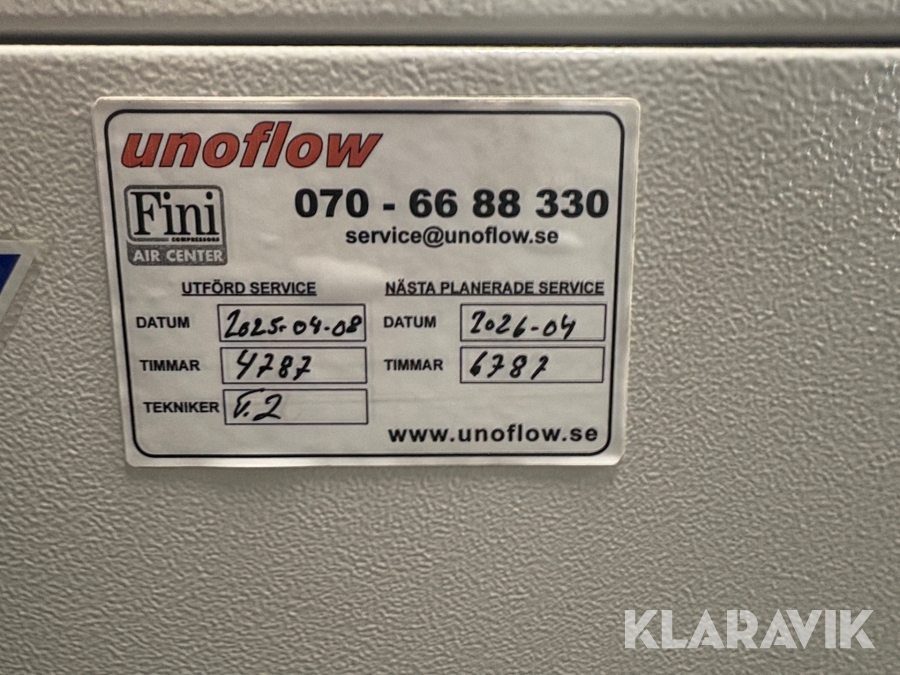 unoflow
Fini
COMPRESSORS
AIR CENTER
070 - 66 88 330
service@unoflow.se
UTFÖRD SERVICE
DATUM 2025-04-08
TIMMAR 4787
TEKNIKER
NÄSTA PLANERADE SERVICE
DATUM 2026-04
TIMMAR 6787
www.unoflow.se
KLARAVIK